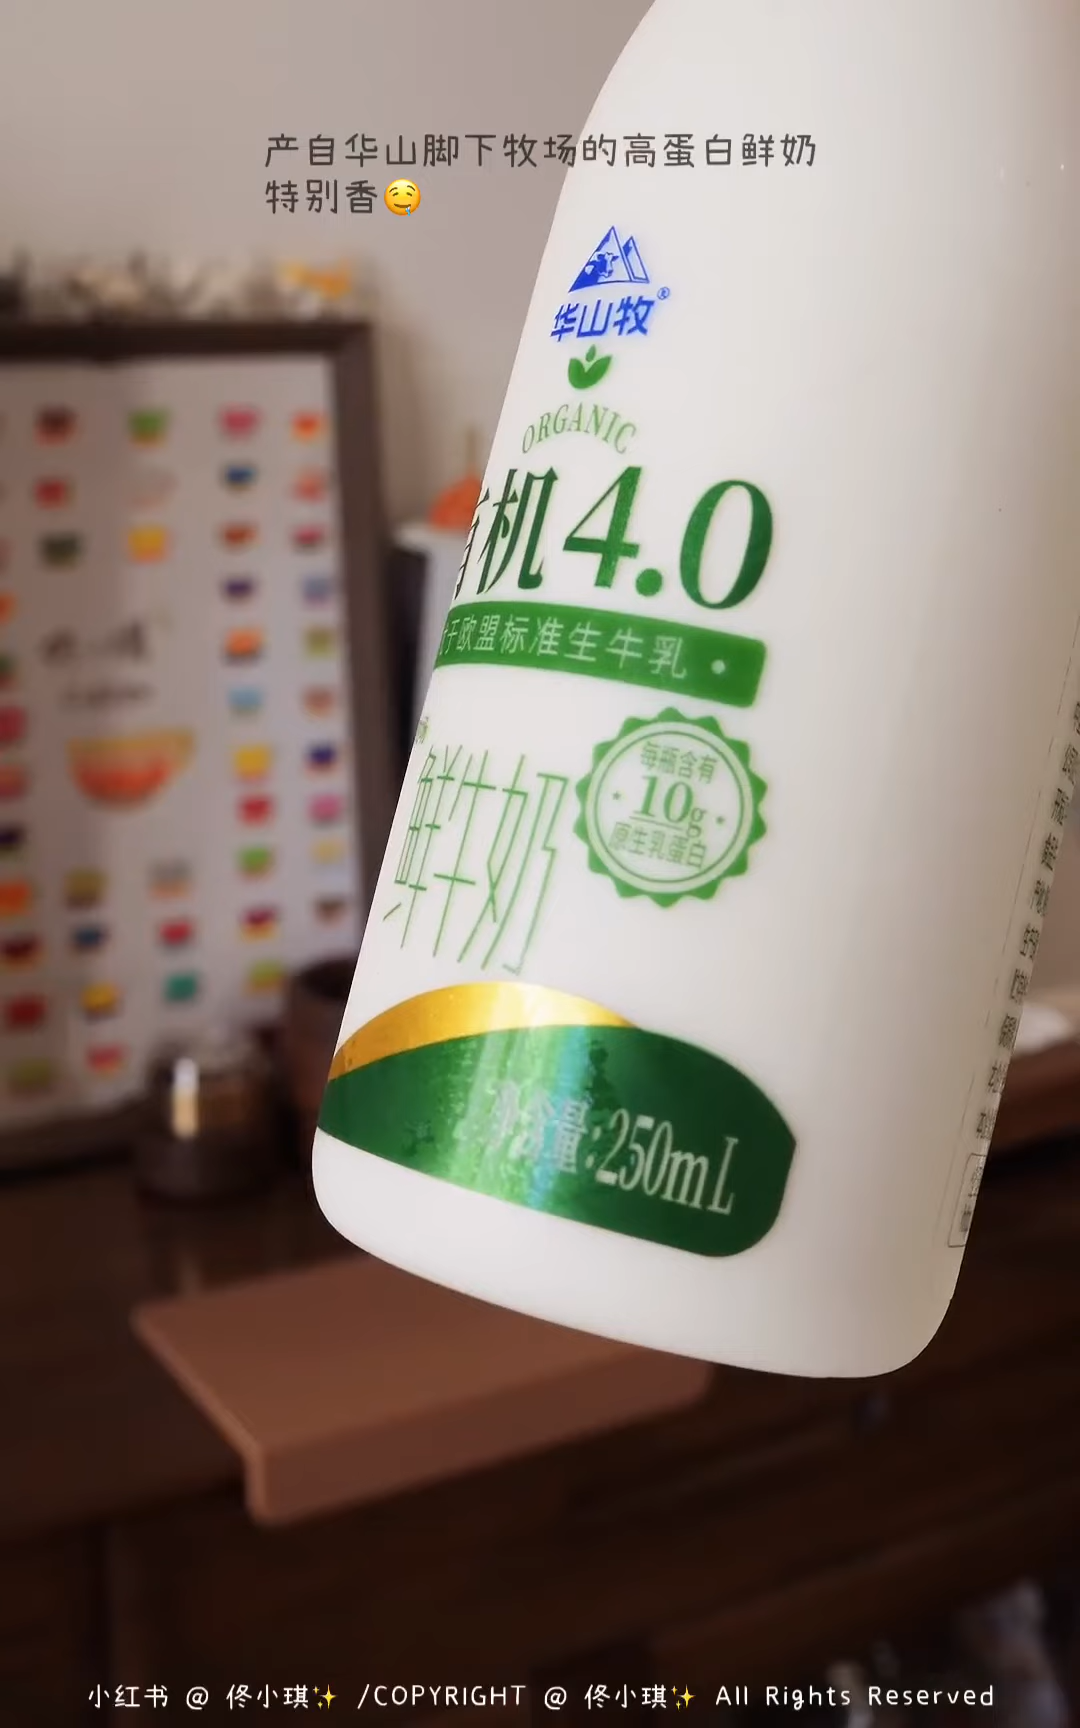 产自华山脚下牧场的高蛋白鲜奶
特别香🤤
华山牧®
ORGANIC
有机4.0
于欧盟标准生牛乳
鲜牛奶
每瓶含有
10g
原生乳蛋白
净含量:250mL
小红书 @ 佟小琪✨ /COPYRIGHT @ 佟小琪✨ All Rights Reserved